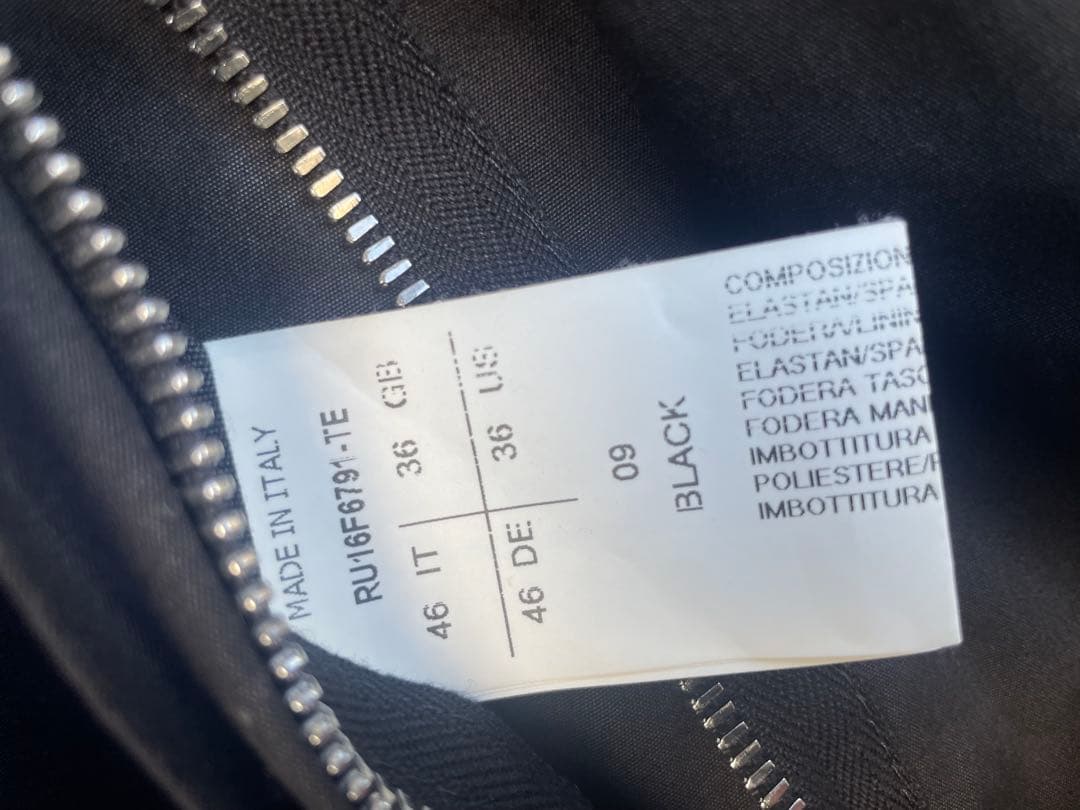 MADE IN ITALY
RU16F6791-TE
46 IT 36 GB
46 DE 36 US
09
BLACK
COMPOSIZION
ELASTAN/SPA
FODERA/LININ
ELASTAN/SPA
FODERA TASC
FODERA MANI
IMBOTTITURA
POLIESTERE/
IMBOTTITURA